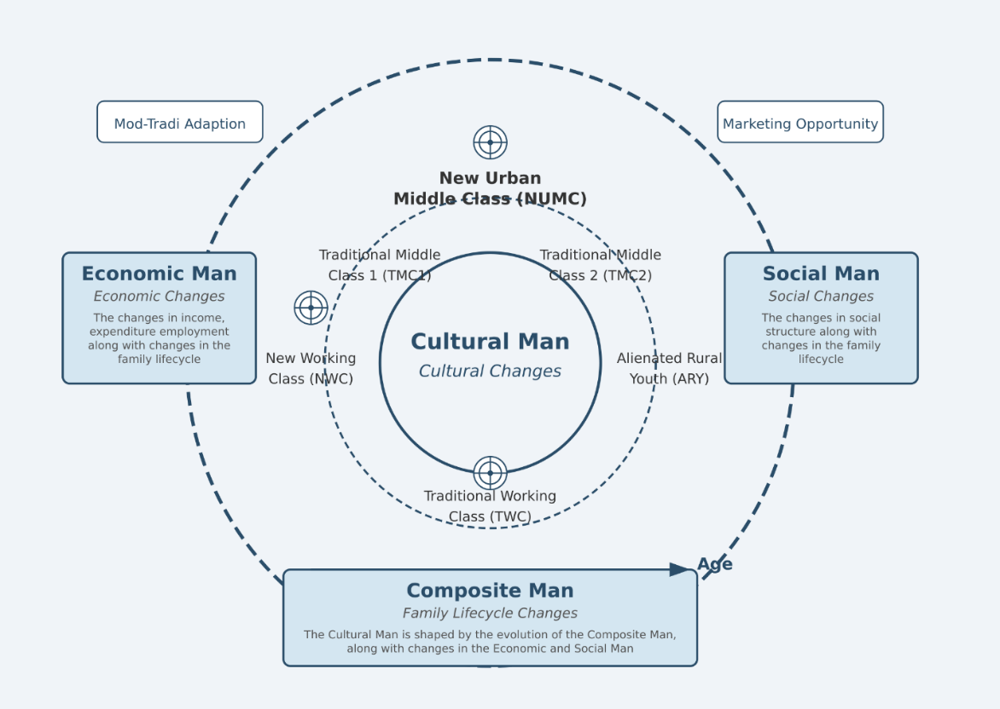 Mod-Tradi Adaption
Marketing Opportunity
New Urban
Middle Class (NUMC)
Traditional Middle
Class 1 (TMC1)
Traditional Middle
Class 2 (TMC2)
Economic Man
Economic Changes
The changes in income,
expenditure employment
along with changes in the
family lifecycle
Social Man
Social Changes
The changes in social
structure along with
changes in the family
lifecycle
Cultural Man
Cultural Changes
New Working
Class (NWC)
Alienated Rural
Youth (ARY)
Traditional Working
Class (TWC)
Age
Composite Man
Family Lifecycle Changes
The Cultural Man is shaped by the evolution of the Composite Man,
along with changes in the Economic and Social Man